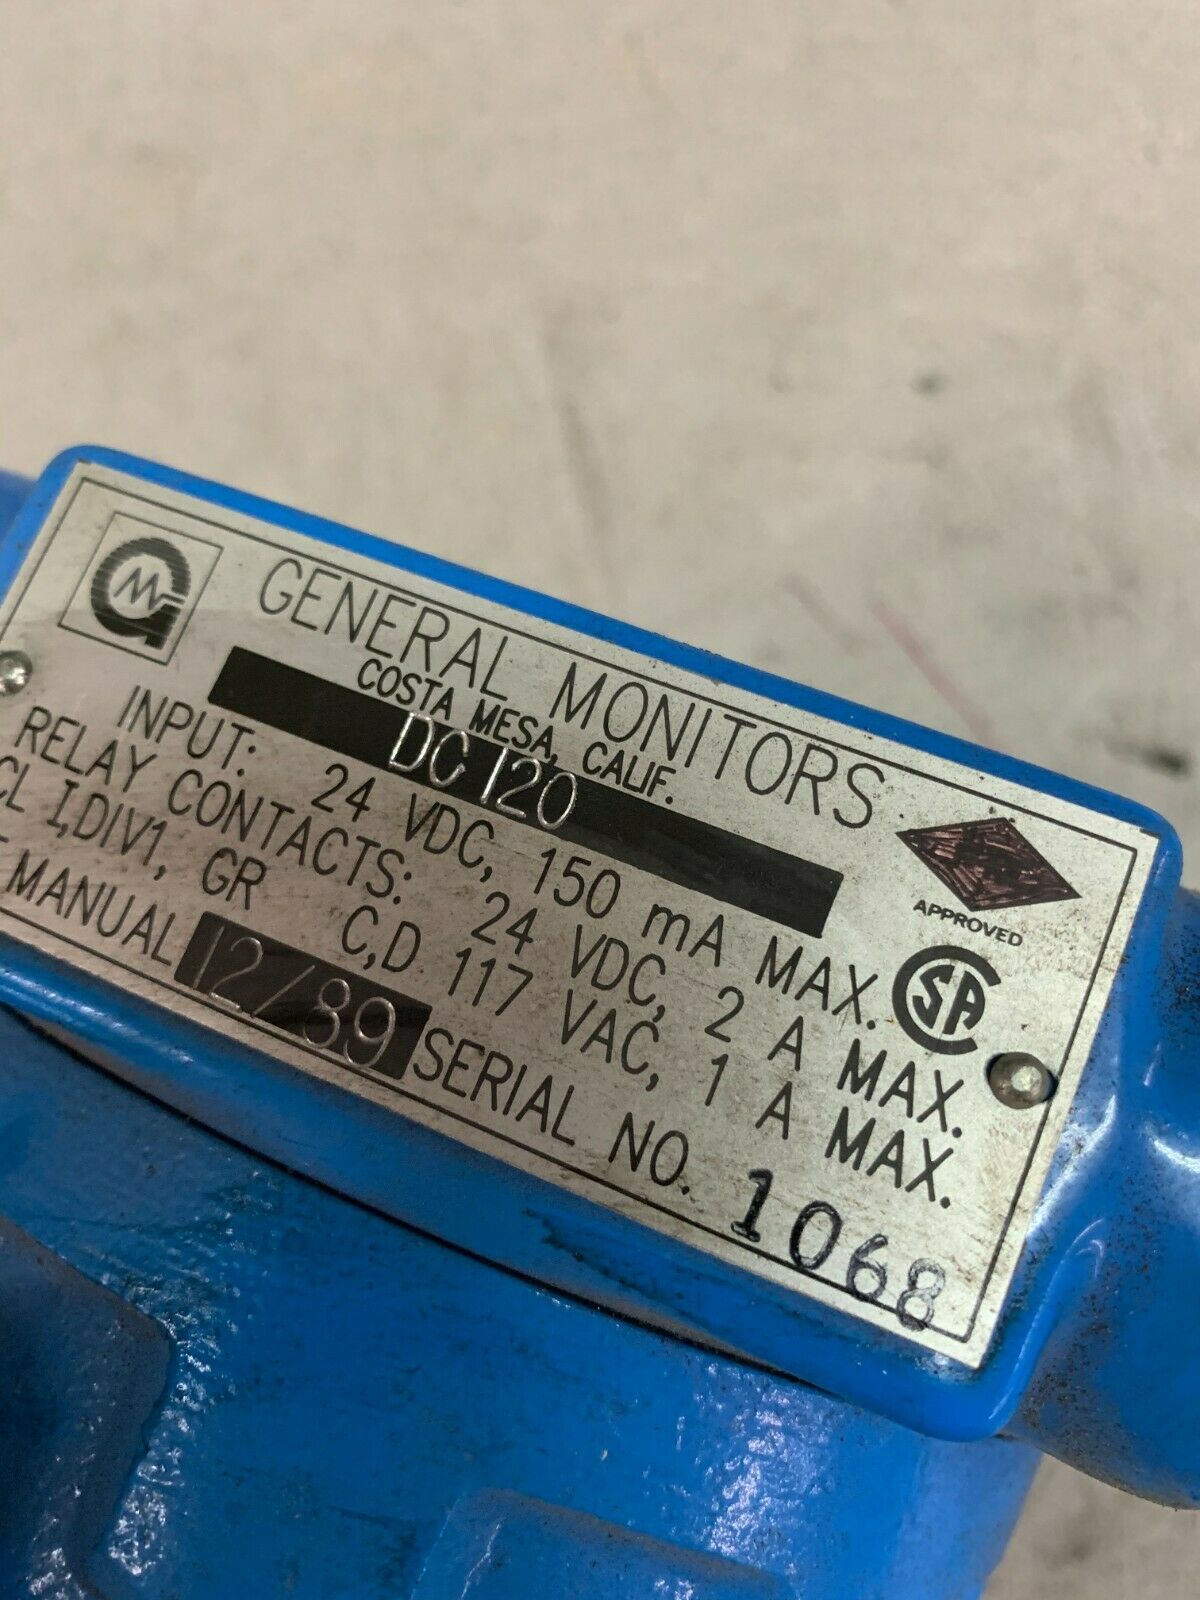 GENERAL MONITORS
COSTA MESA, CALIF.
DC 120
INPUT: 24 VDC, 150 mA MAX.
RELAY CONTACTS: 24 VDC, 2 A MAX.
CL I, DIV1, GR C,D 117 VAC, 1 A MAX.
MANUAL 12/89 SERIAL NO. 1068
APPROVED
SA